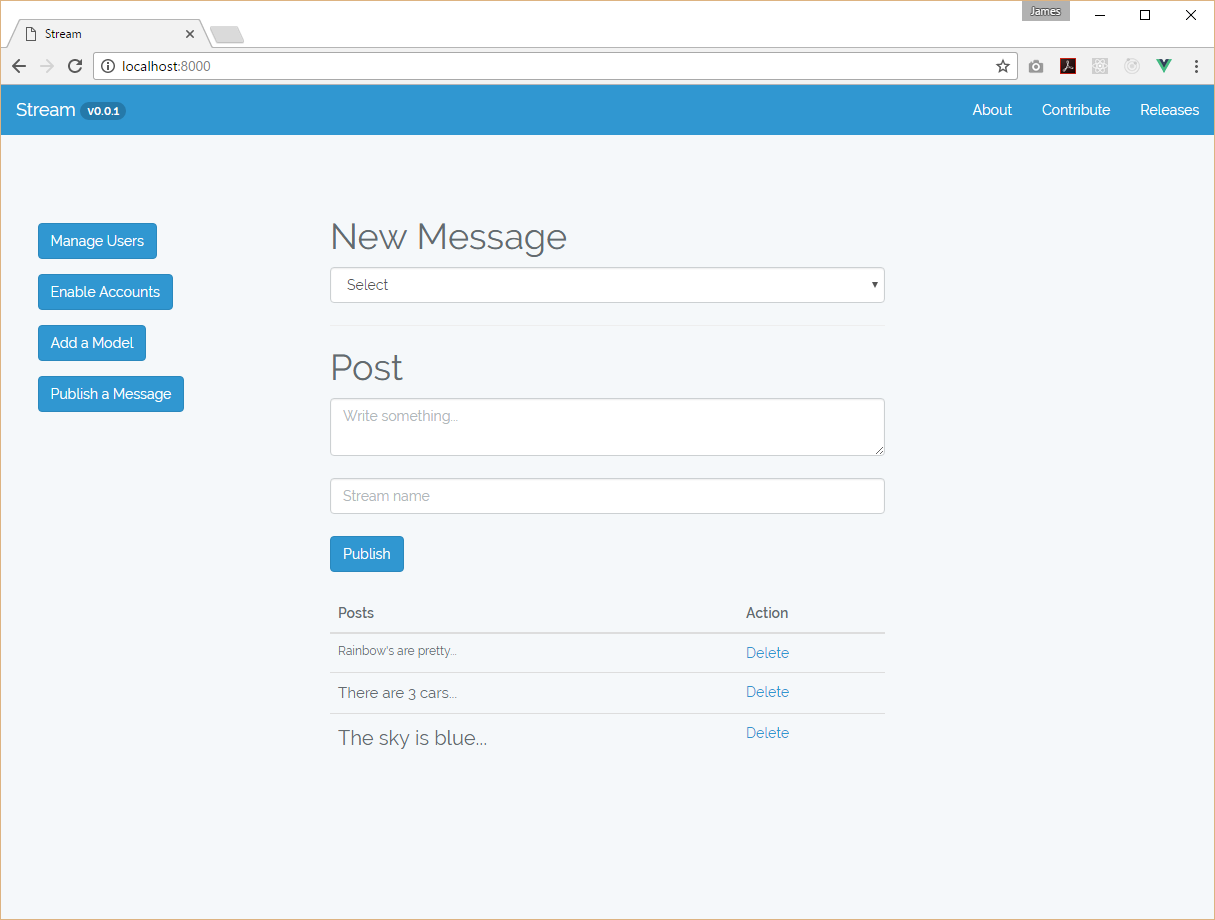 James
Stream
localhost:8000
Stream v0.0.1 About Contribute Releases
Manage Users
Enable Accounts
Add a Model
Publish a Message
New Message
Select
Post
Write something...
Stream name
Publish
Posts Action
Rainbow's are pretty... Delete
There are 3 cars... Delete
The sky is blue... Delete